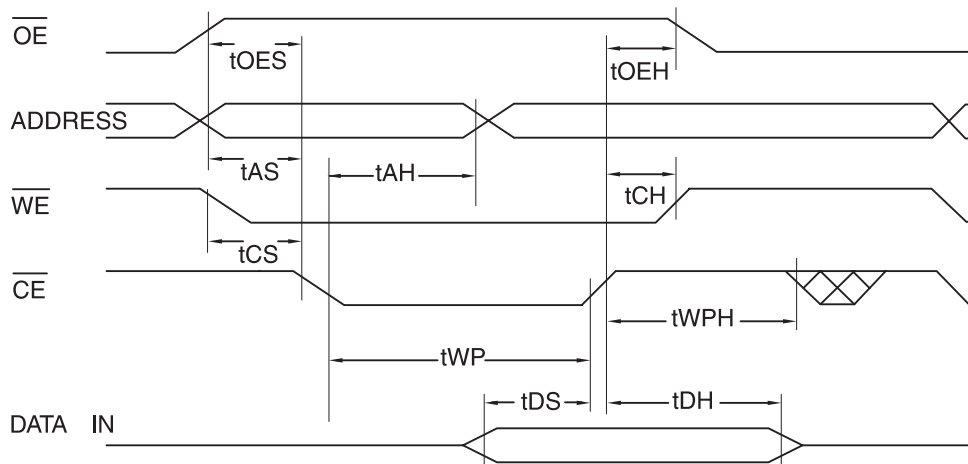 OE
tOES
tOEH
ADDRESS
tAS
tAH
WE
tCH
tCS
CE
tWPH
tWP
tDS
tDH
DATA IN